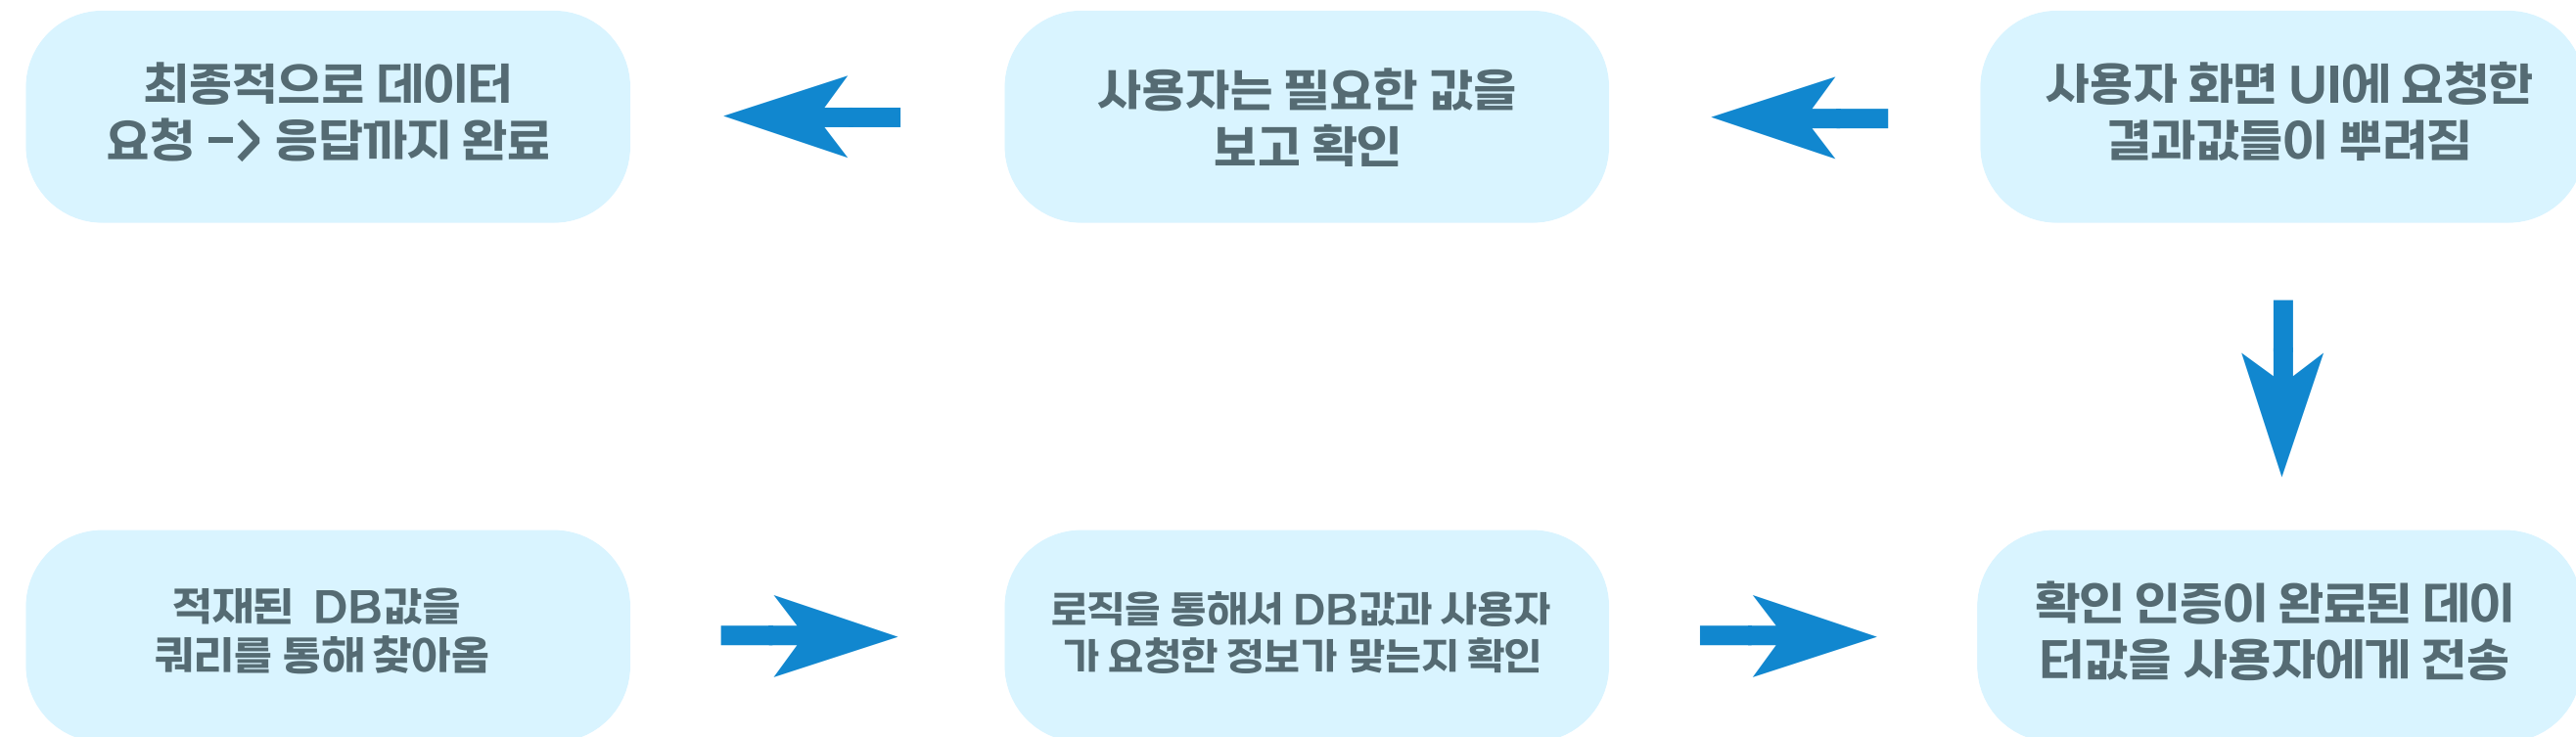 최종적으로 데이터
요청 -> 응답까지 완료
사용자는 필요한 값을
보고 확인
사용자 화면 UI에 요청한
결과값들이 뿌려짐
적재된 DB값을
쿼리를 통해 찾아옴
로직을 통해서 DB값과 사용자
가 요청한 정보가 맞는지 확인
확인 인증이 완료된 데이
터값을 사용자에게 전송